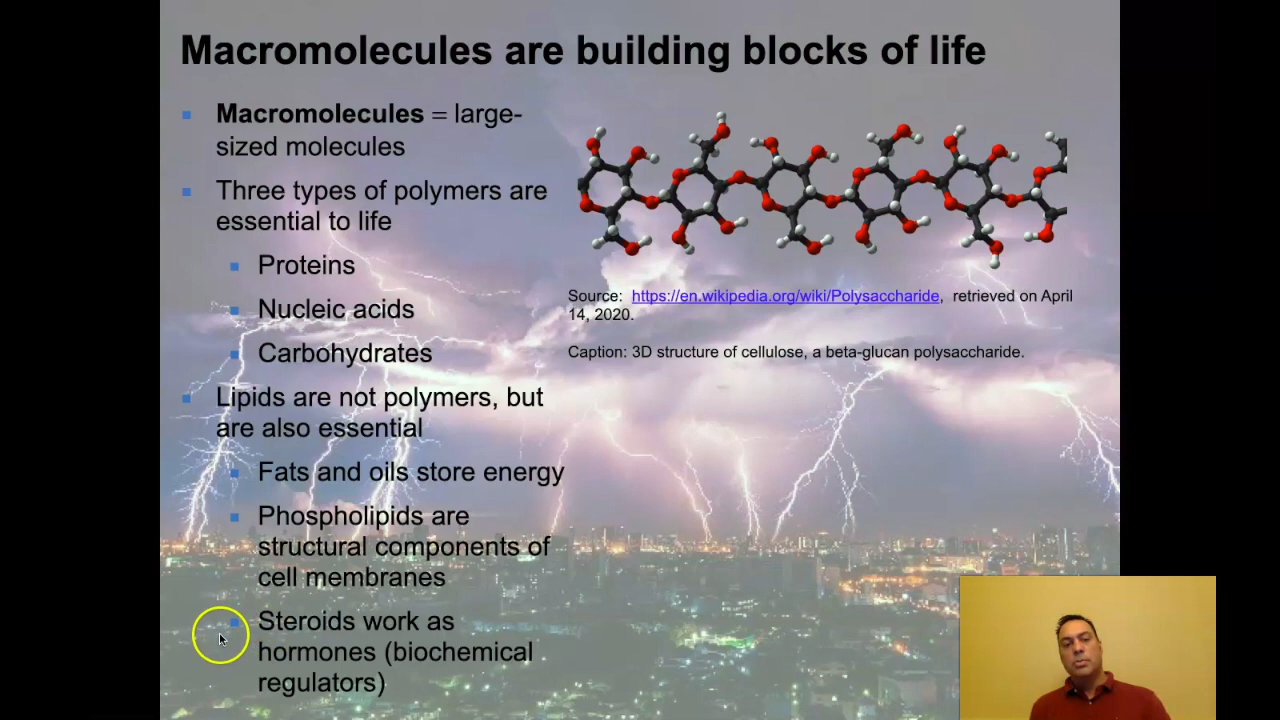 Macromolecules are building blocks of life
Macromolecules = large-
sized molecules
Three types of polymers are
essential to life
Proteins
Nucleic acids
Carbohydrates
Lipids are not polymers, but
are also essential
Fats and oils store energy
Phospholipids are
structural components of
cell membranes
Steroids work as
hormones (biochemical
regulators)
Source: https://en.wikipedia.org/wiki/Polysaccharide, retrieved on April
14, 2020.
Caption: 3D structure of cellulose, a beta-glucan polysaccharide.